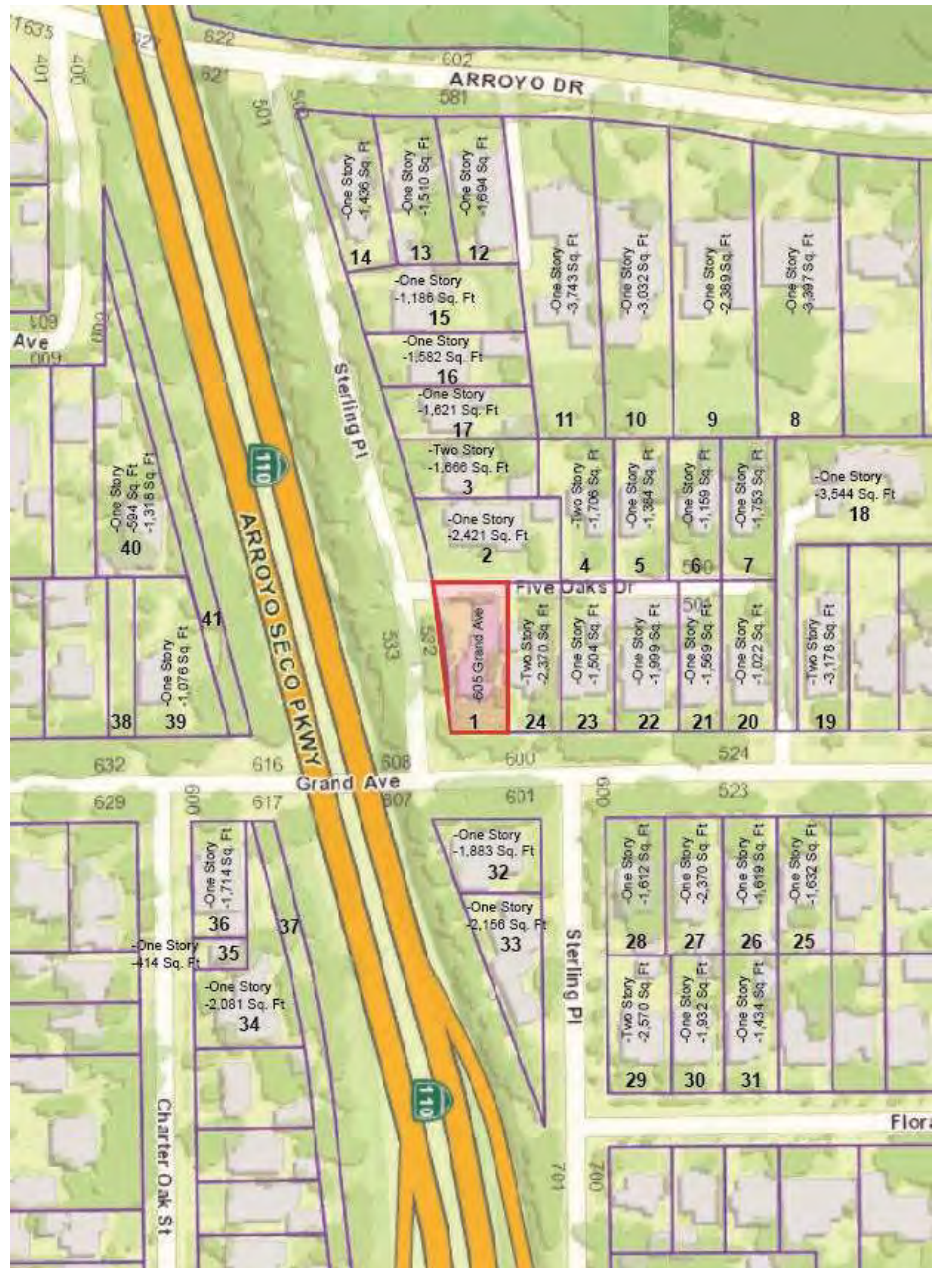 1635
401
400
622
621
602
ARROYO DR
581
501
500
-One Story
-1,436 Sq. Ft
14
-One Story
-1,510 Sq. Ft
13
-One Story
-1,694 Sq. Ft
12
-One Story
-1,186 Sq. Ft
15
-One Story
-1,582 Sq. Ft
16
-One Story
-1,621 Sq. Ft
17
-One Story
-3,743 Sq. Ft
11
-One Story
-3,032 Sq. Ft
10
-One Story
-2,389 Sq. Ft
9
-One Story
-3,397 Sq. Ft
8
Ave
600
Sterling Pl
-Two Story
-1,666 Sq. Ft
3
-One Story
-2,421 Sq. Ft
2
-Two Story
-1,706 Sq. Ft
4
-One Story
-1,384 Sq. Ft
5
-One Story
-1,159 Sq. Ft
6
-One Story
-1,753 Sq. Ft
7
-One Story
-3,544 Sq. Ft
18
110
ARROYO SECO PKWY
-One Story
-594 Sq. Ft
-1,318 Sq. Ft
40
41
38
-One Story
-1,076 Sq. Ft
39
Five Oaks Dr
533
532
-605 Grand Ave
1
-Two Story
-2,370 Sq. Ft
24
-One Story
-1,504 Sq. Ft
23
-One Story
-1,999 Sq. Ft
22
-One Story
-1,569 Sq. Ft
21
-One Story
-1,022 Sq. Ft
20
-Two Story
-3,178 Sq. Ft
19
632
616
608
600
524
Grand Ave
629
609
617
607
601
609
523
-One Story
-1,714 Sq. Ft
36
37
-One Story
-414 Sq. Ft
35
-One Story
-2,081 Sq. Ft
34
-One Story
-1,883 Sq. Ft
32
-One Story
-2,156 Sq. Ft
33
Sterling Pl
-One Story
-1,612 Sq. Ft
28
-One Story
-2,370 Sq. Ft
27
-One Story
-1,619 Sq. Ft
26
-One Story
-1,632 Sq. Ft
25
-Two Story
-2,570 Sq. Ft
29
-One Story
-1,932 Sq. Ft
30
-One Story
-1,434 Sq. Ft
31
110
Charter Oak St
Flora
701
700